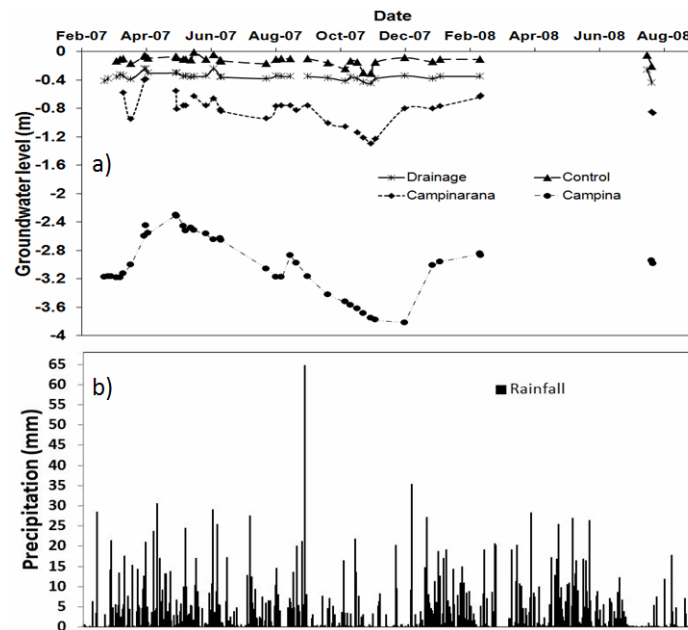 Date
Feb-07 Apr-07 Jun-07 Aug-07 Oct-07 Dec-07 Feb-08 Apr-08 Jun-08 Aug-08
0
-0.4
-0.8
-1.2
-1.6
-2
-2.4
-2.8
-3.2
-3.6
-4
Groundwater level (m)
a)
Drainage Control
Campinarana Campina
65
60
55
50
45
40
35
30
25
20
15
10
5
0
Precipitation (mm)
b)
Rainfall